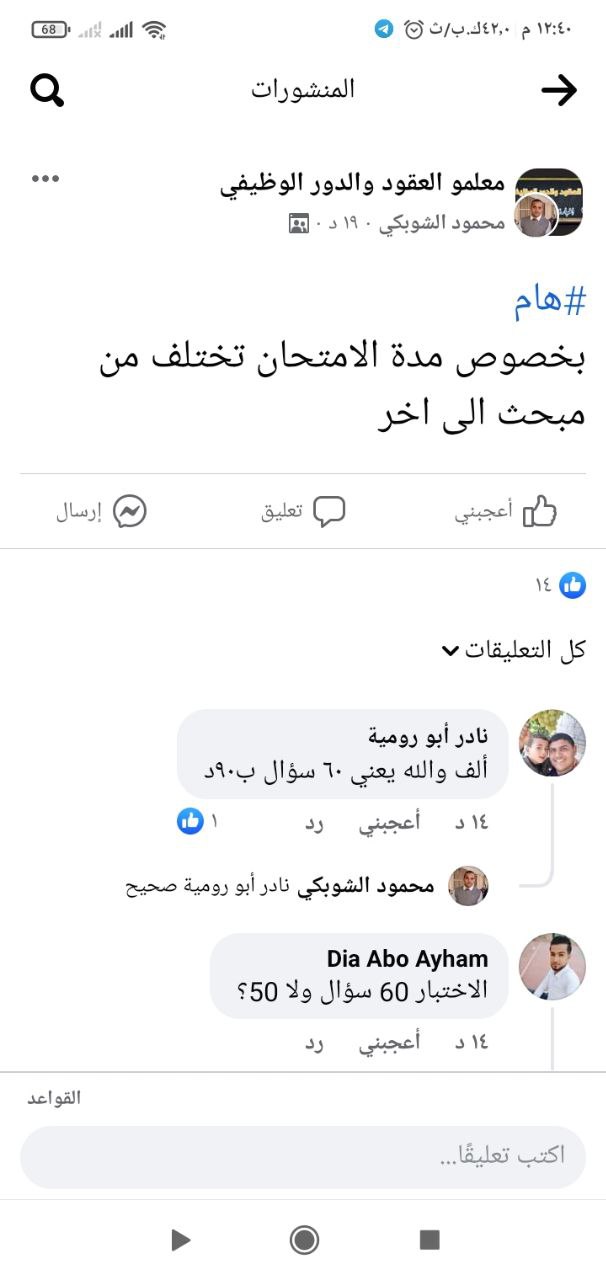 ١٢:٤٠ م ٤٢,٠ك.ب/ث 68
المنشورات
معلمو العقود والدور الوظيفي
محمود الشوبكي · ١٩ د ·
#هام
بخصوص مدة الامتحان تختلف من
مبحث الى اخر
أعجبني تعليق إرسال
١٤
كل التعليقات
نادر أبو رومية
ألف والله يعني ٦٠ سؤال ب٩٠د
١٤ د أعجبني رد ١
محمود الشوبكي نادر أبو رومية صحيح
Dia Abo Ayham
الاختبار 60 سؤال ولا 50؟
١٤ د أعجبني رد
القواعد
اكتب تعليقًا...